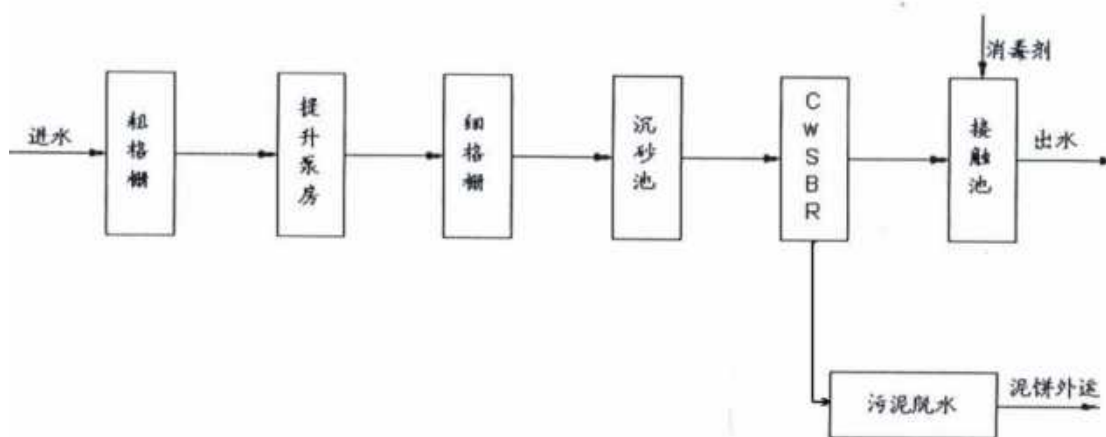 消毒剂
进水
粗格栅
提升泵房
细格栅
沉砂池
CWSBR
接触池
出水
污泥脱水
泥饼外运